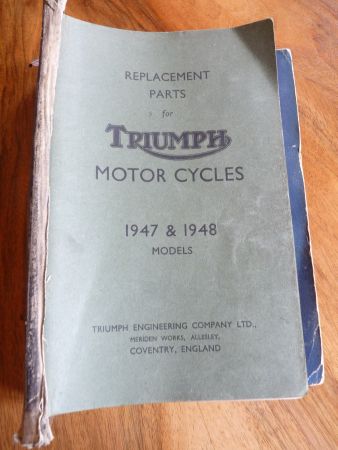 REPLACEMENT
PARTS
for
TRIUMPH
MOTOR CYCLES
1947 & 1948
MODELS
TRIUMPH ENGINEERING COMPANY LTD.,
MERIDEN WORKS, ALLESLEY,
COVENTRY, ENGLAND